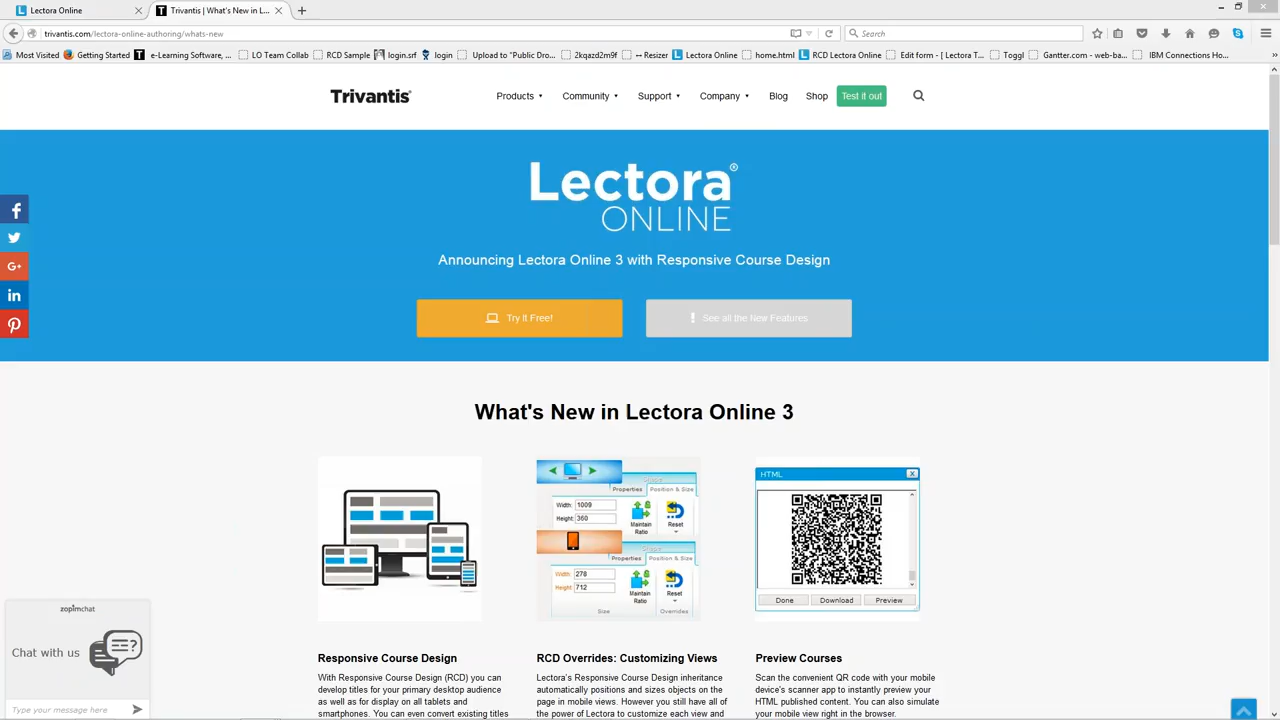 Lectora Online
Trivantis | What's New in L...
trivantis.com/lectora-online-authoring/whats-new
Search
Most Visited
Getting Started
e-Learning Software, ...
LO Team Collab
RCD Sample
login.srf
login
Upload to "Public Dro...
2kqazd2m9f
Resizer
Lectora Online
home.html
RCD Lectora Online
Edit form - [ Lectora T...
Toggl
Gantter.com - web-ba...
IBM Connections Ho...
Trivantis®
Products
Community
Support
Company
Blog
Shop
Test it out
Lectora®
ONLINE
Announcing Lectora Online 3 with Responsive Course Design
Try It Free!
See all the New Features
What's New in Lectora Online 3
Properties
Position & Size
Width: 1009
Height: 360
Maintain
Ratio
Reset
Properties
Position & Size
Width: 278
Height: 712
Maintain
Ratio
Reset
Size
Overrides
HTML
Done
Download
Preview
Responsive Course Design
With Responsive Course Design (RCD) you can
develop titles for your primary desktop audience
as well as for display on all tablets and
smartphones. You can even convert existing titles
RCD Overrides: Customizing Views
Lectora's Responsive Course Design inheritance
automatically positions and sizes objects on the
page in mobile views. However you still have all
of the power of Lectora to customize each view and
Preview Courses
Scan the convenient QR code with your mobile
device's scanner app to instantly preview your
HTML published content. You can also simulate
your mobile view right in the browser.
zopimchat
Chat with us
Type your message here